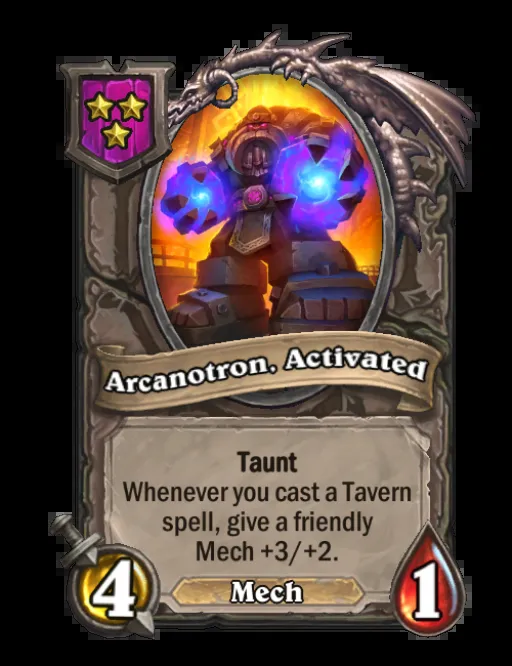 Arcanotron, Activated
Taunt
Whenever you cast a Tavern
spell, give a friendly
Mech +3/+2.
4
Mech
1